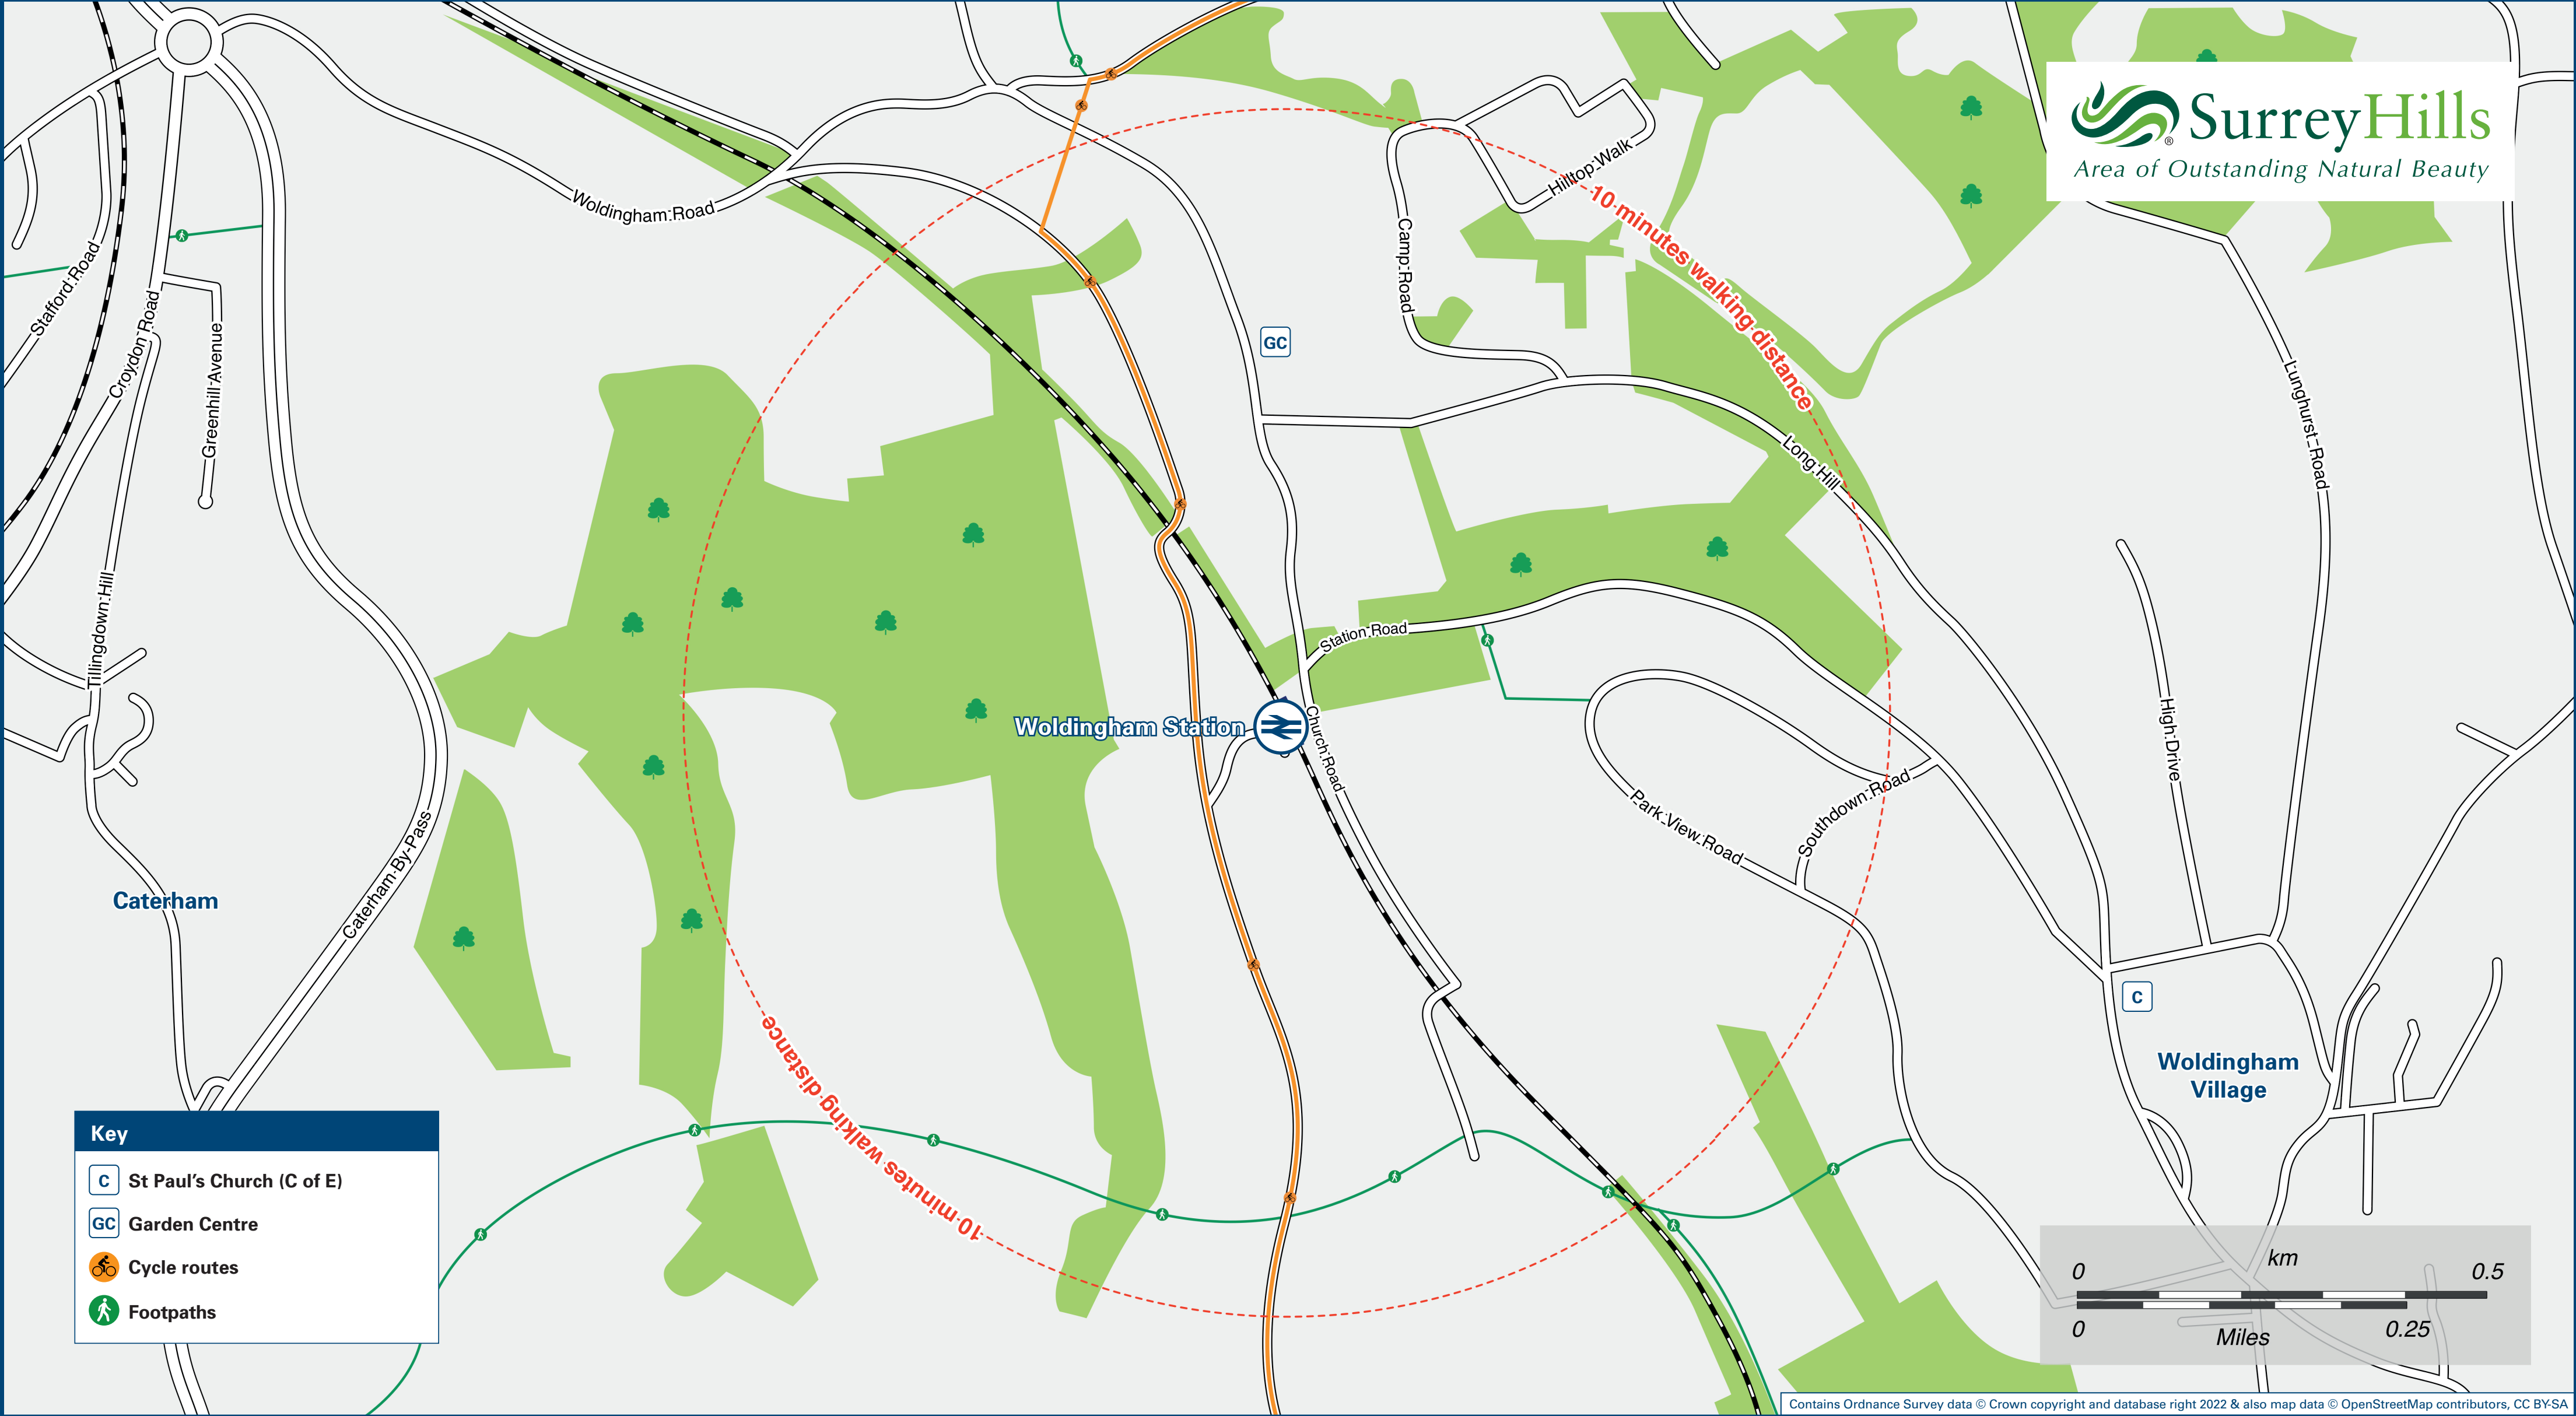 SurreyHills
®
Area of Outstanding Natural Beauty
Woldingham Road
Hilltop Walk
10 minutes walking distance
Camp Road
Stafford Road
Croydon Road
Greenhill Avenue
GC
Long Hill
Lunghurst Road
Tillingdown Hill
Station Road
Woldingham Station
Church Road
High Drive
Park View Road
Southdown Road
Caterham By-Pass
Caterham
C
Woldingham
Village
10 minutes walking distance
Key
C St Paul's Church (C of E)
GC Garden Centre
Cycle routes
Footpaths
km
0 0.5
0 0.25
Miles
Contains Ordnance Survey data © Crown copyright and database right 2022 & also map data © OpenStreetMap contributors, CC BY-SA